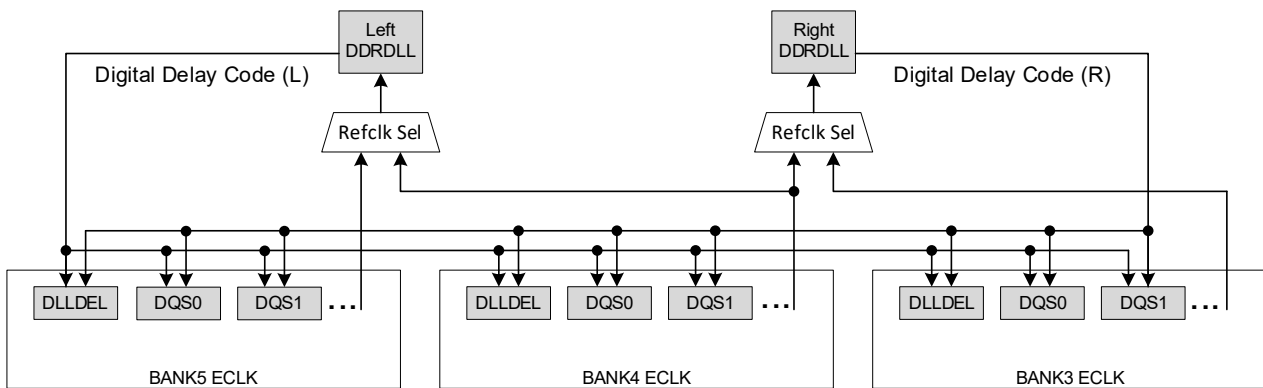 Left
DDRDLL
Right
DDRDLL
Digital Delay Code (L)
Digital Delay Code (R)
Refclk Sel
Refclk Sel
DLLDEL
DQS0
DQS1
...
DLLDEL
DQS0
DQS1
...
DLLDEL
DQS0
DQS1
...
BANK5 ECLK
BANK4 ECLK
BANK3 ECLK